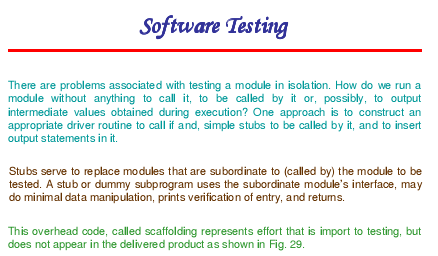 Software Testing
There are problems associated with testing a module in isolation. How do we run a
module without anything to call it, to be called by it or, possibly, to output
intermediate values obtained during execution? One approach is to construct an
appropriate driver routine to call if and, simple stubs to be called by it, and to insert
output statements in it.
Stubs serve to replace modules that are subordinate to (called by) the module to be
tested. A stub or dummy subprogram uses the subordinate module's interface, may
do minimal data manipulation, prints verification of entry, and returns.
This overhead code, called scaffolding represents effort that is import to testing, but
does not appear in the delivered product as shown in Fig. 29.